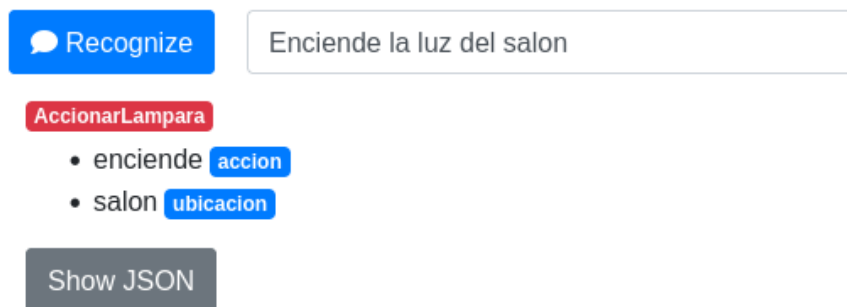 Recognize
Enciende la luz del salon
AccionarLampara
enciende accion
salon ubicacion
Show JSON